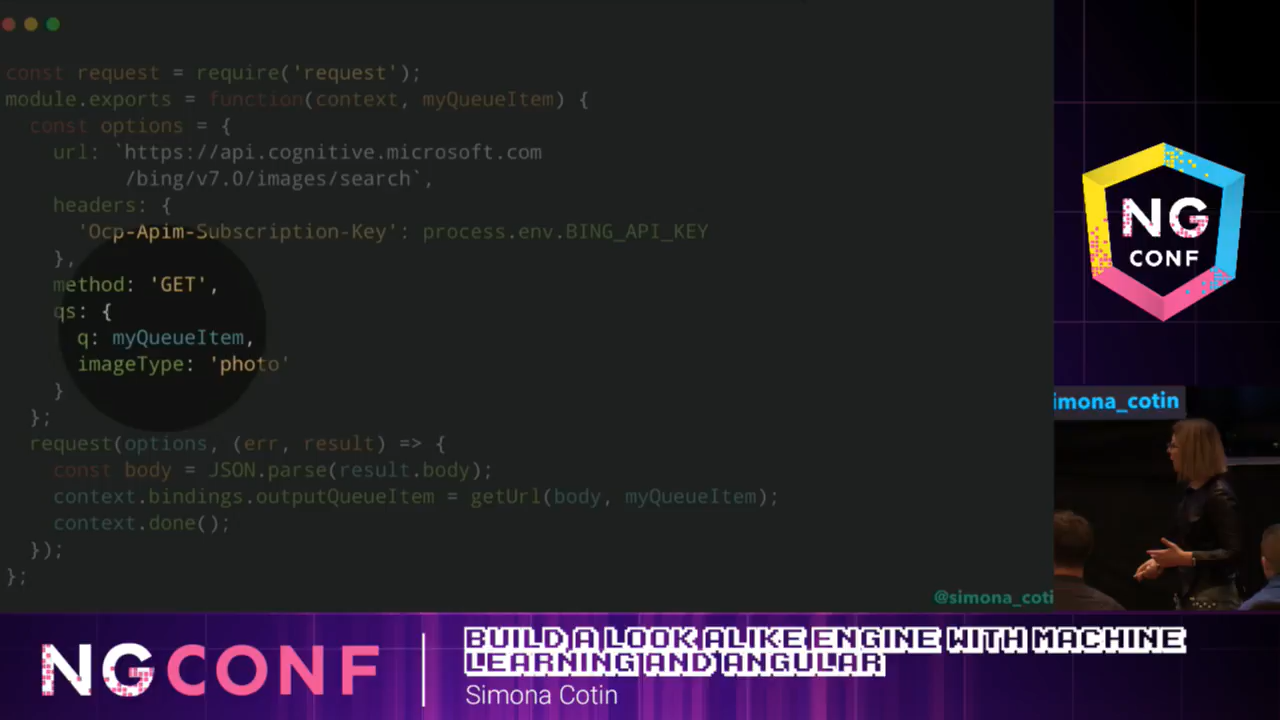 const request = require('request');
module.exports = function(context, myQueueItem) {
const options = {
url: `https://api.cognitive.microsoft.com
/bing/v7.0/images/search`,
headers: {
'Ocp-Apim-Subscription-Key': process.env.BING_API_KEY
},
method: 'GET',
qs: {
q: myQueueItem,
imageType: 'photo'
}
};
request(options, (err, result) => {
const body = JSON.parse(result.body);
context.bindings.outputQueueItem = getUrl(body, myQueueItem);
context.done();
});
};
@simona_coti
NG
CONF
imona_cotin
NGCONF
BUILD A LOOK ALIKE ENGINE WITH MACHINE
LEARNING AND ANGULAR
Simona Cotin